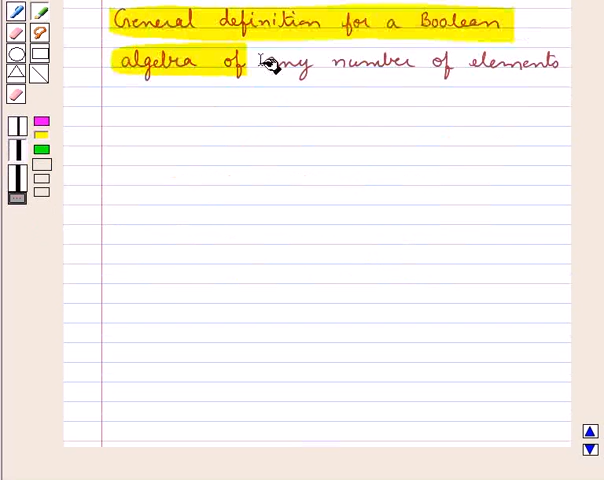 General definition for a Boolean
algebra of any number of elements